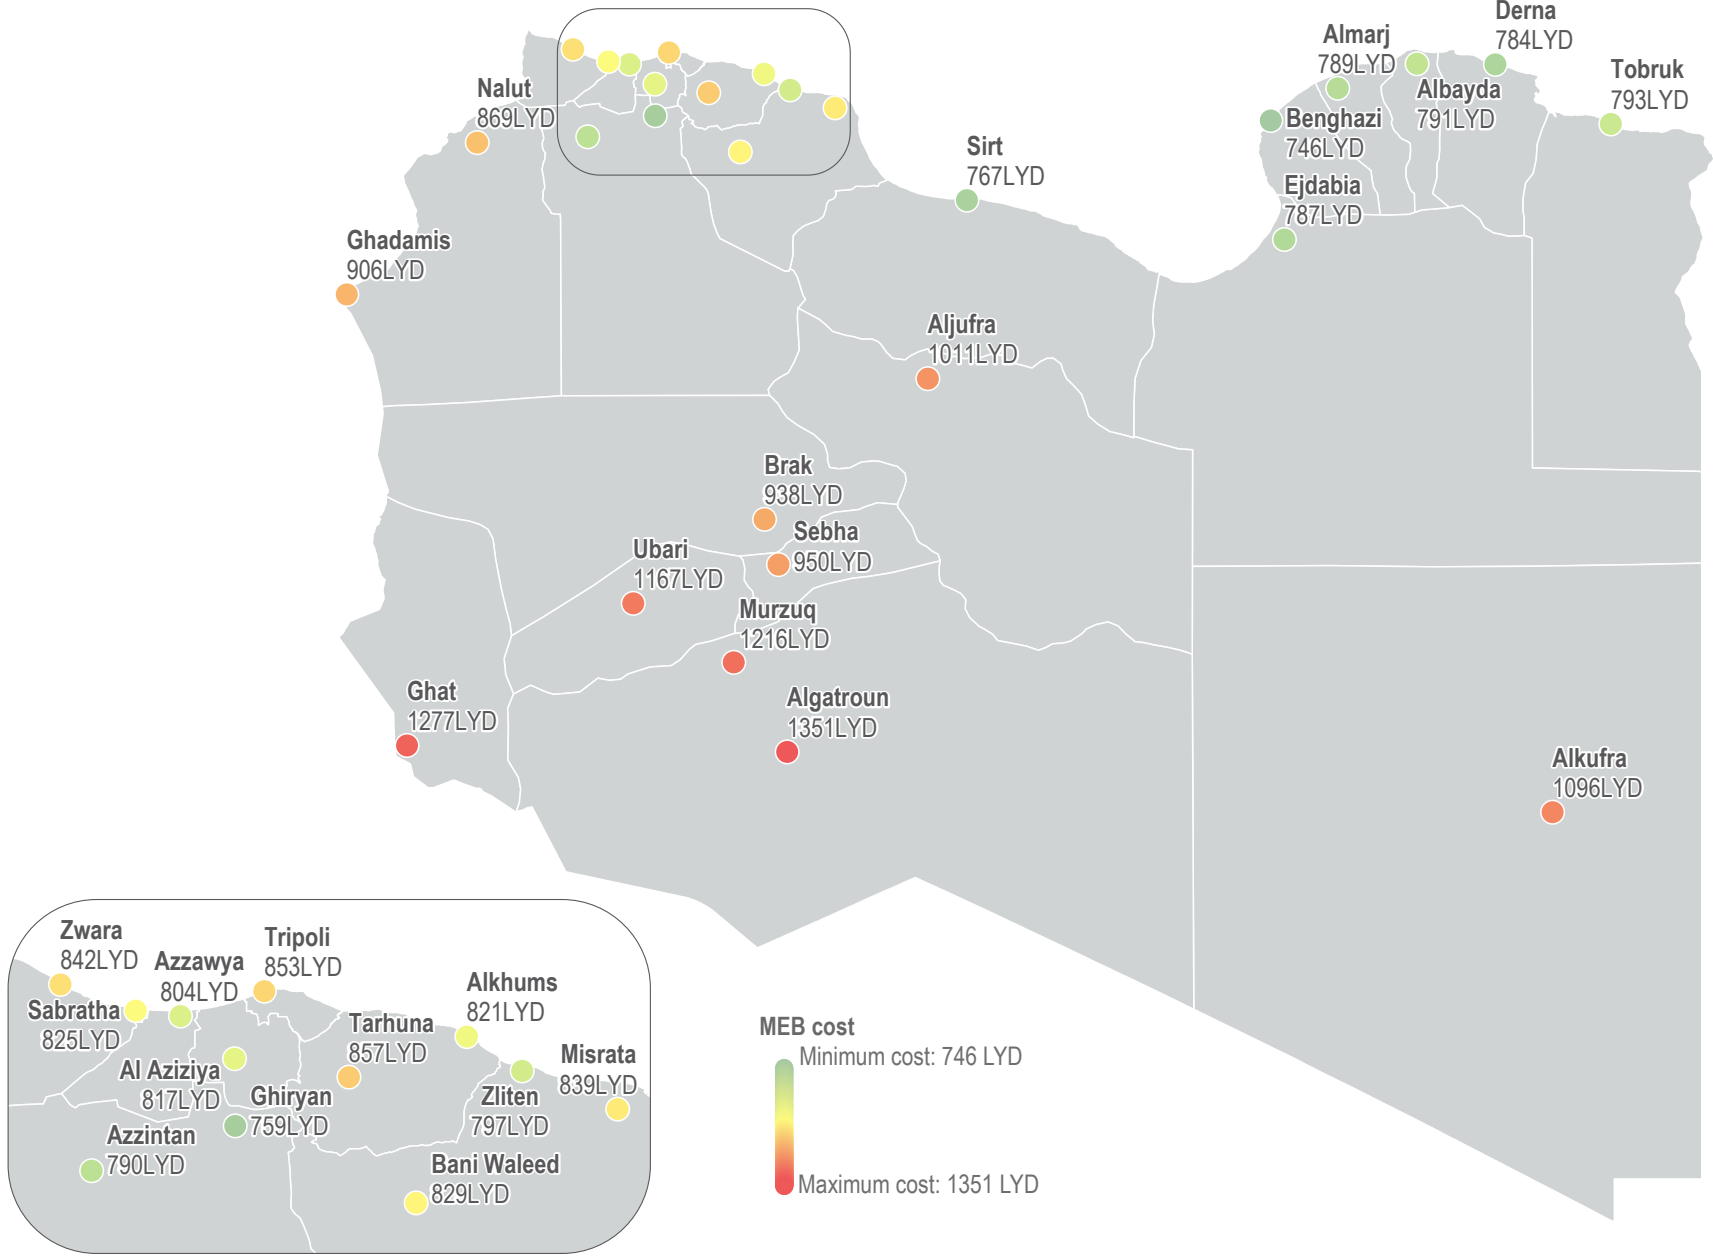 Derna
784LYD
Almarj
789LYD
Tobruk
793LYD
Nalut
869LYD
Albayda
791LYD
Benghazi
746LYD
Sirt
767LYD
Ejdabia
787LYD
Ghadamis
906LYD
Aljufra
1011LYD
Brak
938LYD
Sebha
950LYD
Ubari
1167LYD
Murzuq
1216LYD
Ghat
1277LYD
Algatroun
1351LYD
Alkufra
1096LYD
Zwara
842LYD
Tripoli
853LYD
Azzawya
804LYD
Alkhums
821LYD
Sabratha
825LYD
Tarhuna
857LYD
Misrata
839LYD
Al Aziziya
817LYD
Ghiryan
759LYD
Zliten
797LYD
Azzintan
790LYD
Bani Waleed
829LYD
MEB cost
Minimum cost: 746 LYD
Maximum cost: 1351 LYD